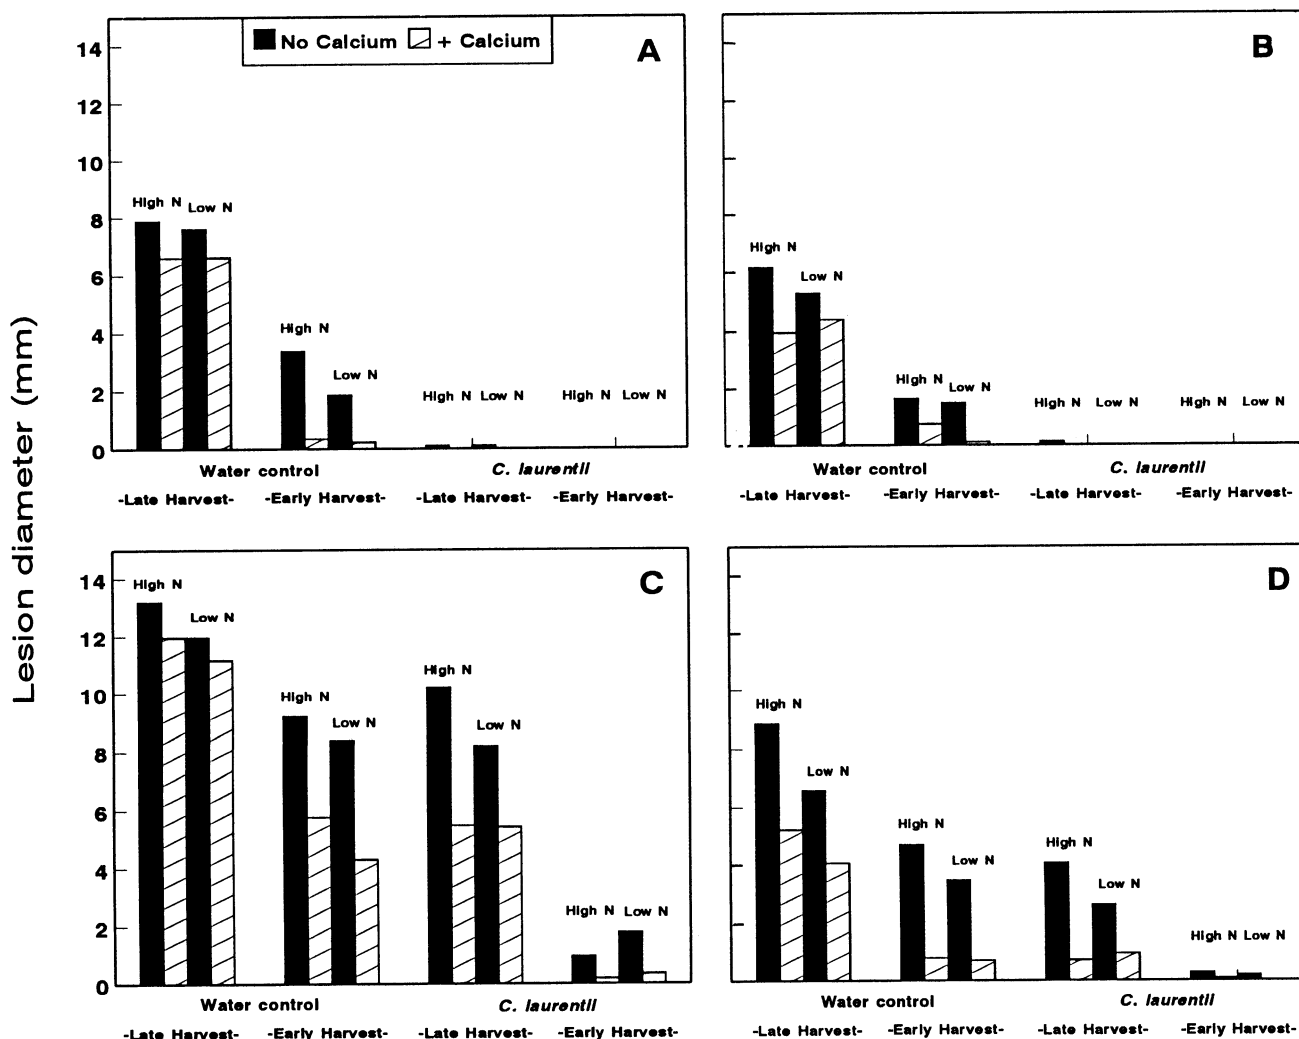 No Calcium + Calcium
A
B
14
12
10
8
6
4
2
0
High N Low N
High N
Low N
High N Low N
High N Low N
High N
Low N
High N
Low N
High N Low N
High N Low N
Water control C. laurentii
-Late Harvest- -Early Harvest- -Late Harvest- -Early Harvest-
Water control C. laurentii
-Late Harvest- -Early Harvest- -Late Harvest- -Early Harvest-
Lesion diameter (mm)
C
D
14
12
10
8
6
4
2
0
High N
Low N
High N
Low N
High N
Low N
High N Low N
High N
Low N
High N
Low N
High N
Low N
High N Low N
Water control C. laurentii
-Late Harvest- -Early Harvest- -Late Harvest- -Early Harvest-
Water control C. laurentii
-Late Harvest- -Early Harvest- -Late Harvest- -Early Harvest-